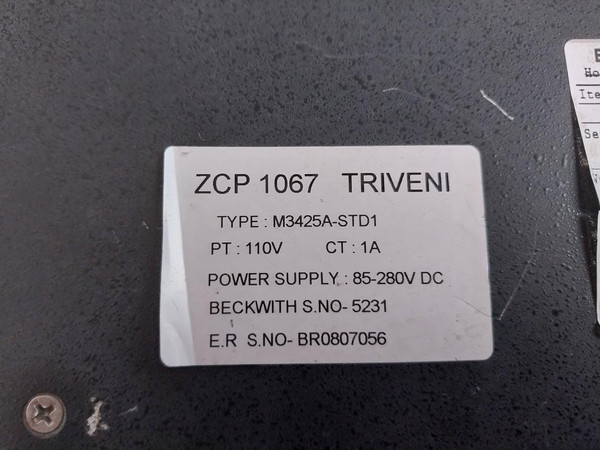 ZCP 1067 TRIVENI
TYPE : M3425A-STD1
PT : 110V CT : 1A
POWER SUPPLY : 85-280V DC
BECKWITH S.NO- 5231
E.R S.NO- BR0807056